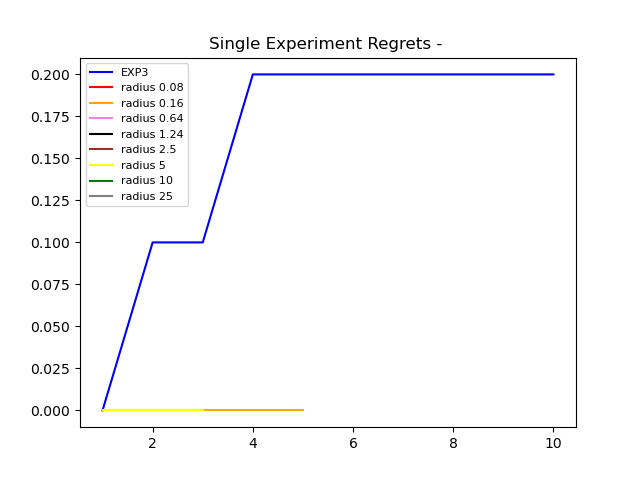 Single Experiment Regrets -
EXP3
radius 0.08
radius 0.16
radius 0.64
radius 1.24
radius 2.5
radius 5
radius 10
radius 25
0.200
0.175
0.150
0.125
0.100
0.075
0.050
0.025
0.000
2 4 6 8 10